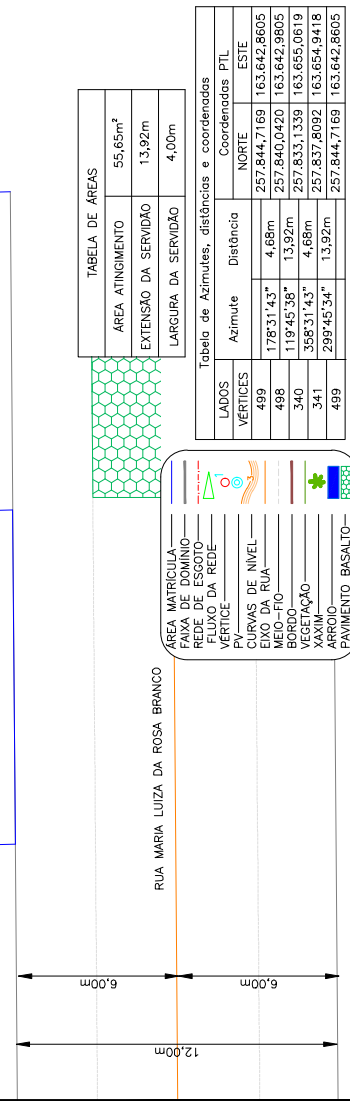 TABELA DE ÁREAS
ÁREA ATINGIMENTO 55,65m²
EXTENSÃO DA SERVIDÃO 13,92m
LARGURA DA SERVIDÃO 4,00m
Tabela de Azimutes, distâncias e coordenadas
LADOS Azimute Distância Coordenadas PTL
VÉRTICES NORTE ESTE
499 257.844,7169 163.642,8605
178°31'43" 4,68m
498 257.840,0420 163.642,9805
119°45'38" 13,92m
340 257.833,1339 163.655,0619
358°31'43" 4,68m
341 257.837,8092 163.654,9418
299°45'34" 13,92m
499 257.844,7169 163.642,8605
ÁREA MATRÍCULA
FAIXA DE DOMÍNIO
REDE DE ESGOTO
FLUXO DA REDE
VÉRTICE
PV
1
CURVAS DE NÍVEL
EIXO DA RUA
MEIO-FIO
BORDO
VEGETAÇÃO
XAXIM
ARROIO
PAVIMENTO BASALTO
RUA MARIA LUIZA DA ROSA BRANCO
6,00m
6,00m
12,00m